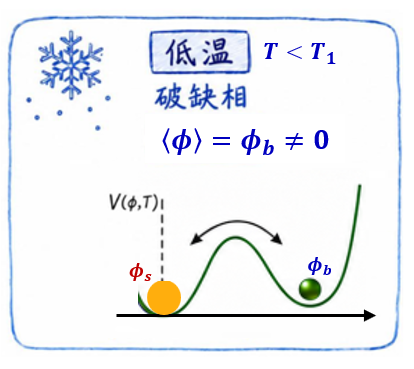 低温 T < T₁
破缺相
⟨ϕ⟩ = ϕ_b ≠ 0
V(ϕ,T)
ϕ_s
ϕ_b